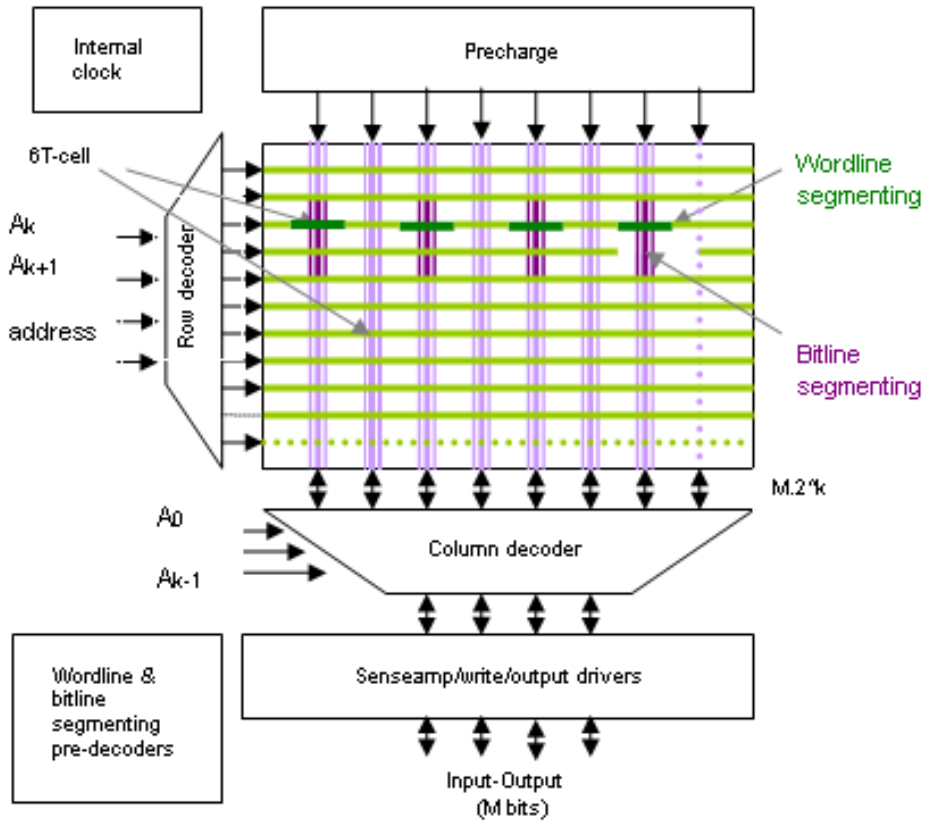 Internal
clock
Precharge
6T-cell
Wordline
segmenting
Ak
Ak+1
address
Row decoder
Bitline
segmenting
M.2^k
A0
Ak-1
Column decoder
Wordline &
bitline
segmenting
pre-decoders
Senseamp/write/output drivers
Input-Output
(M bits)